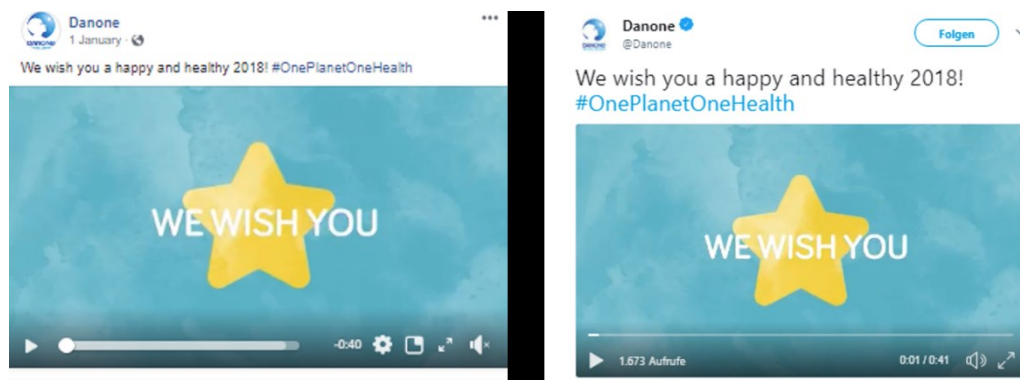 Danone
1 January
We wish you a happy and healthy 2018! #OnePlanetOneHealth
WE WISH YOU
-0:40
DANONE
Danone
@Danone
Folgen
We wish you a happy and healthy 2018!
#OnePlanetOneHealth
WE WISH YOU
1.673 Aufrufe
0:01 / 0:41